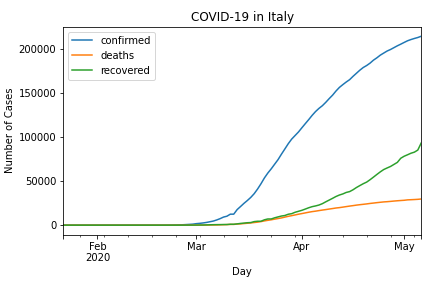 COVID-19 in Italy
confirmed
deaths
recovered
Number of Cases
200000
150000
100000
50000
0
Feb
2020
Mar
Apr
May
Day